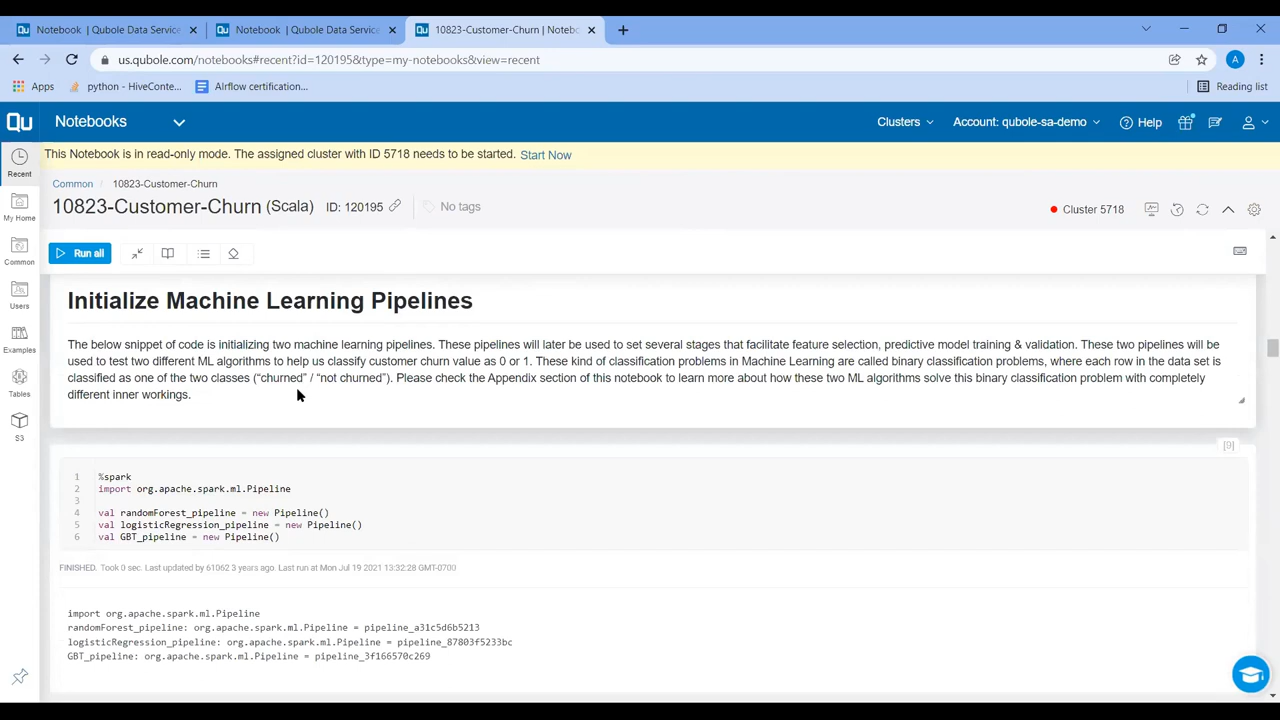 Notebook | Qubole Data Service
Notebook | Qubole Data Service
10823-Customer-Churn | Notebo
us.qubole.com/notebooks#recent?id=120195&type=my-notebooks&view=recent
A
Apps
python - HiveConte...
Airflow certification...
Reading list
Qu
Notebooks
Clusters
Account: qubole-sa-demo
Help
This Notebook is in read-only mode. The assigned cluster with ID 5718 needs to be started. Start Now
Recent
My Home
Common
Users
Examples
Tables
S3
Common / 10823-Customer-Churn
10823-Customer-Churn (Scala) ID: 120195
No tags
Cluster 5718
Run all
Initialize Machine Learning Pipelines
The below snippet of code is initializing two machine learning pipelines. These pipelines will later be used to set several stages that facilitate feature selection, predictive model training & validation. These two pipelines will be
used to test two different ML algorithms to help us classify customer churn value as 0 or 1. These kind of classification problems in Machine Learning are called binary classification problems, where each row in the data set is
classified as one of the two classes (“churned” / “not churned”). Please check the Appendix section of this notebook to learn more about how these two ML algorithms solve this binary classification problem with completely
different inner workings.
[9]
1 %spark
2 import org.apache.spark.ml.Pipeline
3
4 val randomForest_pipeline = new Pipeline()
5 val logisticRegression_pipeline = new Pipeline()
6 val GBT_pipeline = new Pipeline()
FINISHED. Took 0 sec. Last updated by 61062 3 years ago. Last run at Mon Jul 19 2021 13:32:28 GMT-0700
import org.apache.spark.ml.Pipeline
randomForest_pipeline: org.apache.spark.ml.Pipeline = pipeline_a31c5d6b5213
logisticRegression_pipeline: org.apache.spark.ml.Pipeline = pipeline_87803f5233bc
GBT_pipeline: org.apache.spark.ml.Pipeline = pipeline_3f166570c269